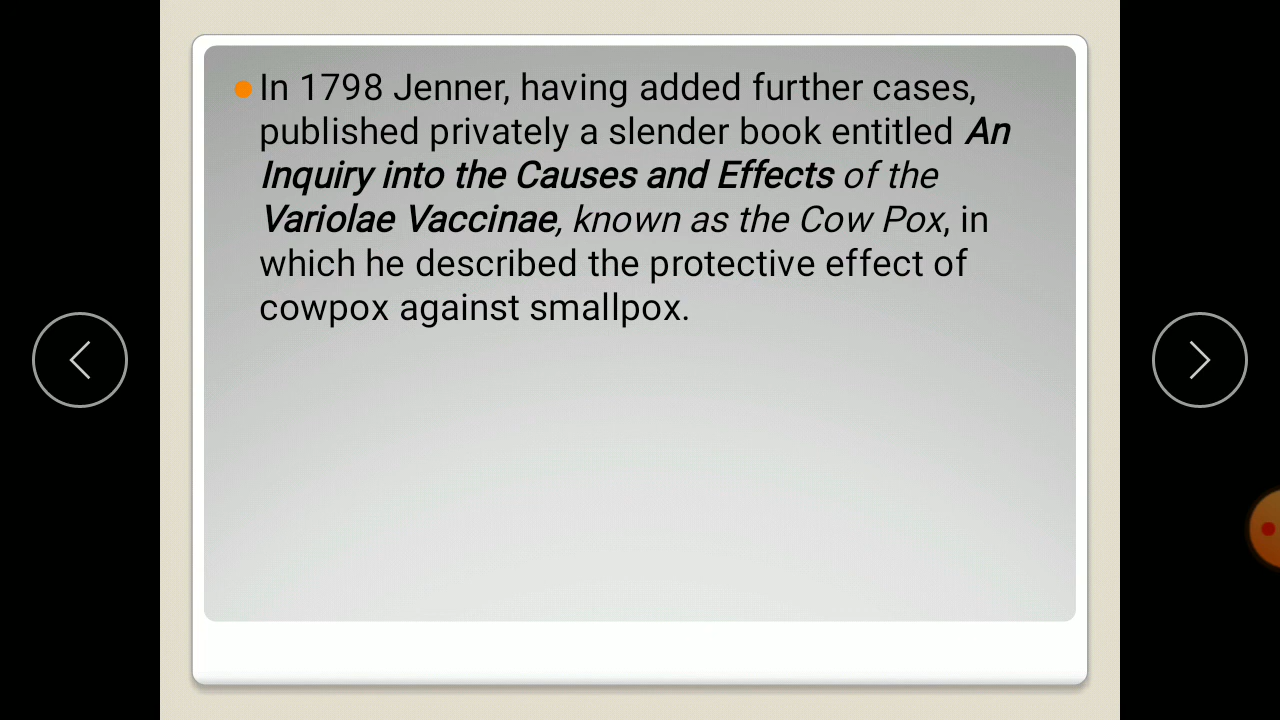 In 1798 Jenner, having added further cases,
published privately a slender book entitled An
Inquiry into the Causes and Effects of the
Variolae Vaccinae, known as the Cow Pox, in
which he described the protective effect of
cowpox against smallpox.